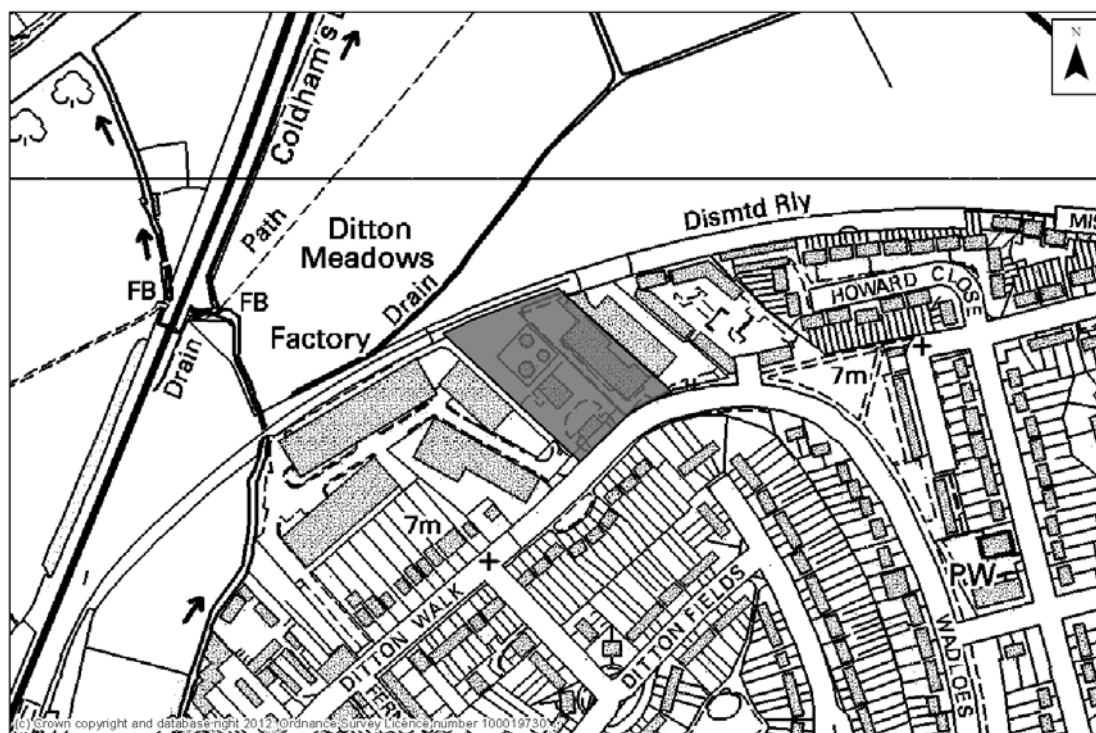 N
Coldham's
Path
Ditton
Meadows
Drain
Factory
Dismtd Rly
MIS
HOWARD CLOSE
FB
FB
Drain
7m
7m
DITTON WALK
DITTON FIELDS
PW
WADLOES
(c) Crown copyright and database right 2012. Ordnance Survey Licence number 100019730